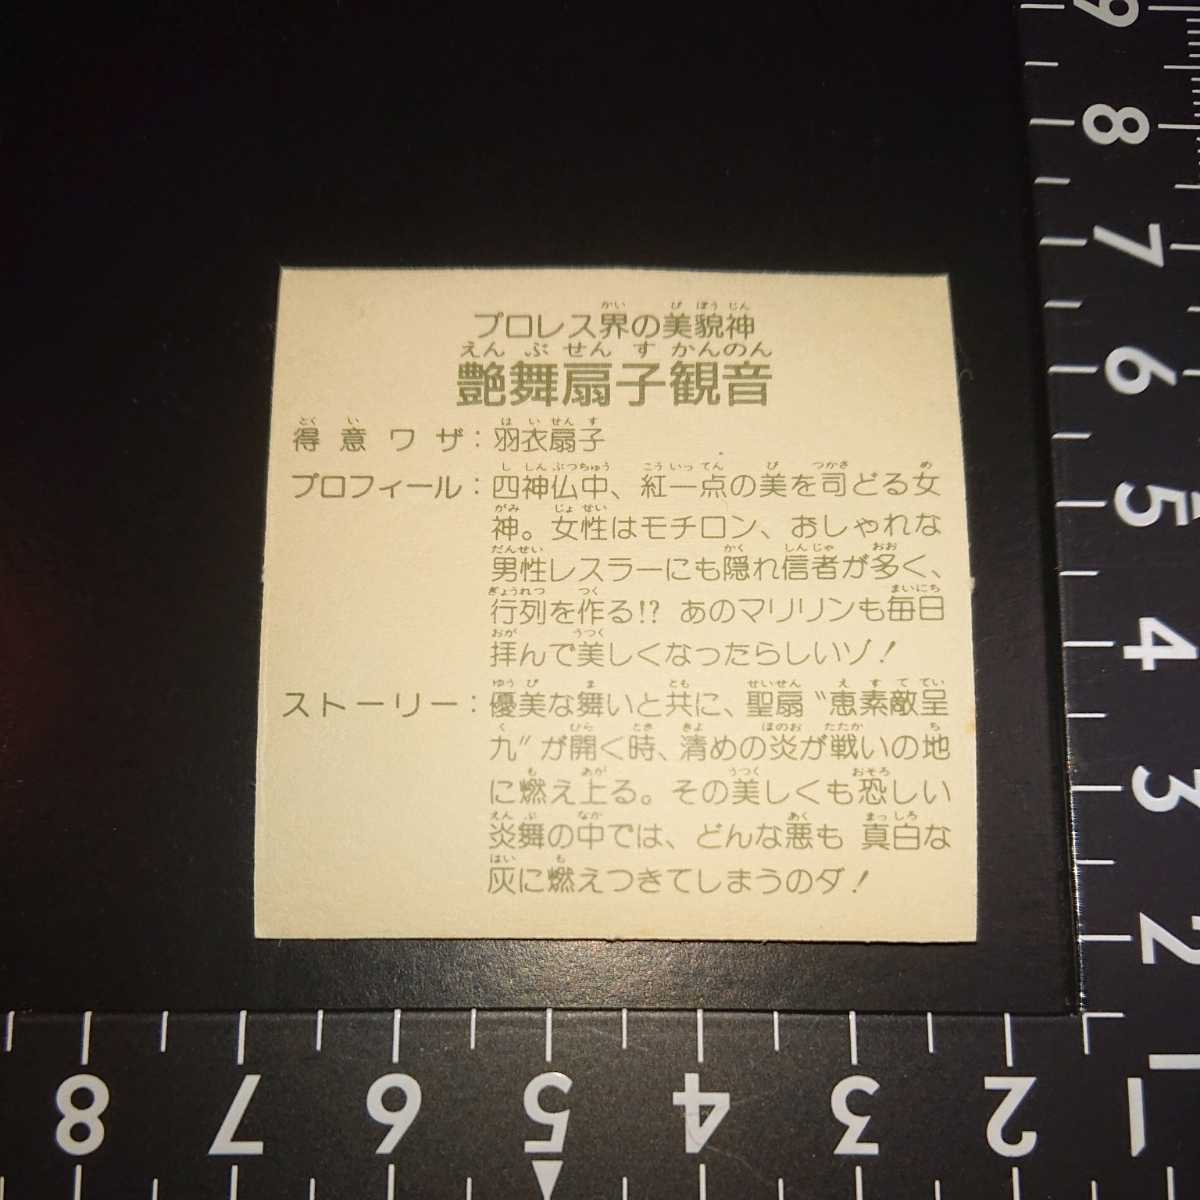 プロレス界の美貌神
艶舞扇子観音
得意ワザ：羽衣扇子
プロフィール：四神仏中、紅一点の美を司どる女
神。女性はモチロン、おしゃれな
男性レスラーにも隠れ信者が多く、
行列を作る!? あのマリリンも毎日
拝んで美しくなったらしいゾ！
ストーリー：優美な舞いと共に、聖扇〝恵素敵呈
九〟が開く時、清めの炎が戦いの地
に燃え上る。その美しくも恐しい
炎舞の中では、どんな悪も 真白な
灰に燃えつきてしまうのダ！
9
8
7
6
5
4
3
2
1
8 7 6 5 4 3 2 1